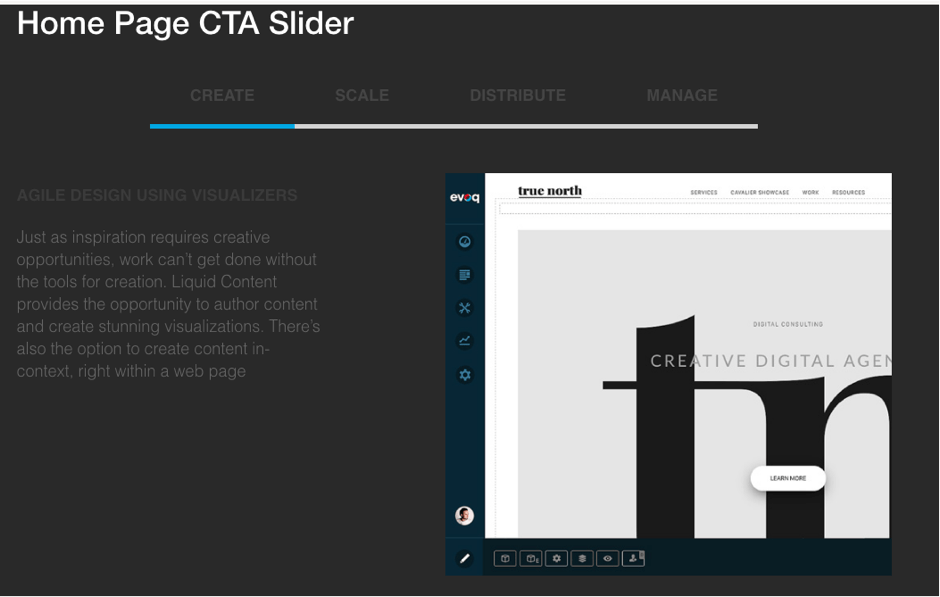 Home Page CTA Slider
CREATE SCALE DISTRIBUTE MANAGE
AGILE DESIGN USING VISUALIZERS
Just as inspiration requires creative
opportunities, work can't get done without
the tools for creation. Liquid Content
provides the opportunity to author content
and create stunning visualizations. There's
also the option to create content in-
context, right within a web page
evoq
true north
SERVICES CAVALIER SHOWCASE WORK RESOURCES
DIGITAL CONSULTING
CREATIVE DIGITAL AGEN
tn
LEARN MORE